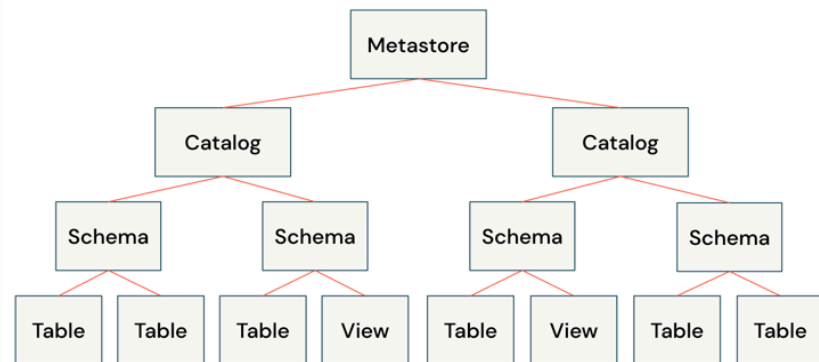 Metastore
Catalog Catalog
Schema Schema Schema Schema
Table Table Table View Table View Table Table